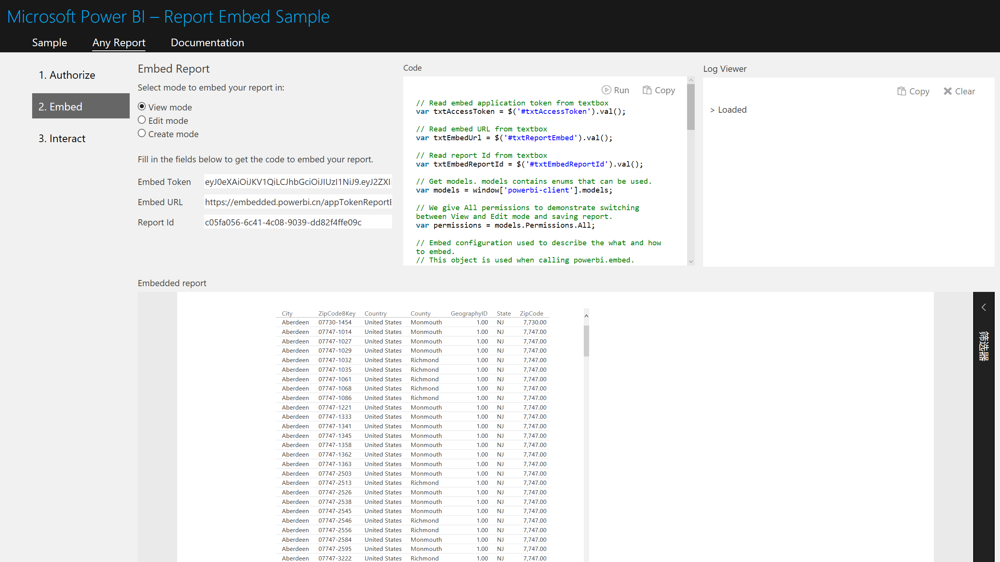 Microsoft Power BI – Report Embed Sample
Sample Any Report Documentation
1. Authorize
2. Embed
3. Interact
Embed Report
Select mode to embed your report in:
View mode
Edit mode
Create mode
Fill in the fields below to get the code to embed your report.
Embed Token eyJ0eXAiOiJKV1QiLCJhbGciOiJIUzI1NiJ9.eyJ2ZXI
Embed URL https://embedded.powerbi.cn/appTokenReportE
Report Id c05fa056-6c41-4c08-9039-dd82f4ffe09c
Code
Run Copy
// Read embed application token from textbox
var txtAccessToken = $('#txtAccessToken').val();
// Read embed URL from textbox
var txtEmbedUrl = $('#txtReportEmbed').val();
// Read report Id from textbox
var txtEmbedReportId = $('#txtEmbedReportId').val();
// Get models. models contains enums that can be used.
var models = window['powerbi-client'].models;
// We give All permissions to demonstrate switching
between View and Edit mode and saving report.
var permissions = models.Permissions.All;
// Embed configuration used to describe the what and how
to embed.
// This object is used when calling powerbi.embed.
Log Viewer
Copy Clear
> Loaded
Embedded report
City ZipCodeBKey Country County GeographyID State ZipCode
Aberdeen 07730-1454 United States Monmouth 1.00 NJ 7,730.00
Aberdeen 07747-1014 United States Monmouth 1.00 NJ 7,747.00
Aberdeen 07747-1027 United States Monmouth 1.00 NJ 7,747.00
Aberdeen 07747-1029 United States Monmouth 1.00 NJ 7,747.00
Aberdeen 07747-1032 United States Richmond 1.00 NJ 7,747.00
Aberdeen 07747-1035 United States Richmond 1.00 NJ 7,747.00
Aberdeen 07747-1061 United States Richmond 1.00 NJ 7,747.00
Aberdeen 07747-1068 United States Richmond 1.00 NJ 7,747.00
Aberdeen 07747-1086 United States Richmond 1.00 NJ 7,747.00
Aberdeen 07747-1221 United States Monmouth 1.00 NJ 7,747.00
Aberdeen 07747-1333 United States Monmouth 1.00 NJ 7,747.00
Aberdeen 07747-1341 United States Monmouth 1.00 NJ 7,747.00
Aberdeen 07747-1345 United States Monmouth 1.00 NJ 7,747.00
Aberdeen 07747-1358 United States Monmouth 1.00 NJ 7,747.00
Aberdeen 07747-1362 United States Monmouth 1.00 NJ 7,747.00
Aberdeen 07747-1363 United States Monmouth 1.00 NJ 7,747.00
Aberdeen 07747-2503 United States Monmouth 1.00 NJ 7,747.00
Aberdeen 07747-2513 United States Richmond 1.00 NJ 7,747.00
Aberdeen 07747-2526 United States Monmouth 1.00 NJ 7,747.00
Aberdeen 07747-2538 United States Monmouth 1.00 NJ 7,747.00
Aberdeen 07747-2545 United States Monmouth 1.00 NJ 7,747.00
Aberdeen 07747-2546 United States Richmond 1.00 NJ 7,747.00
Aberdeen 07747-2556 United States Richmond 1.00 NJ 7,747.00
Aberdeen 07747-2584 United States Monmouth 1.00 NJ 7,747.00
Aberdeen 07747-2595 United States Monmouth 1.00 NJ 7,747.00
Aberdeen 07747-3222 United States Richmond 1.00 NJ 7,747.00
筛选器